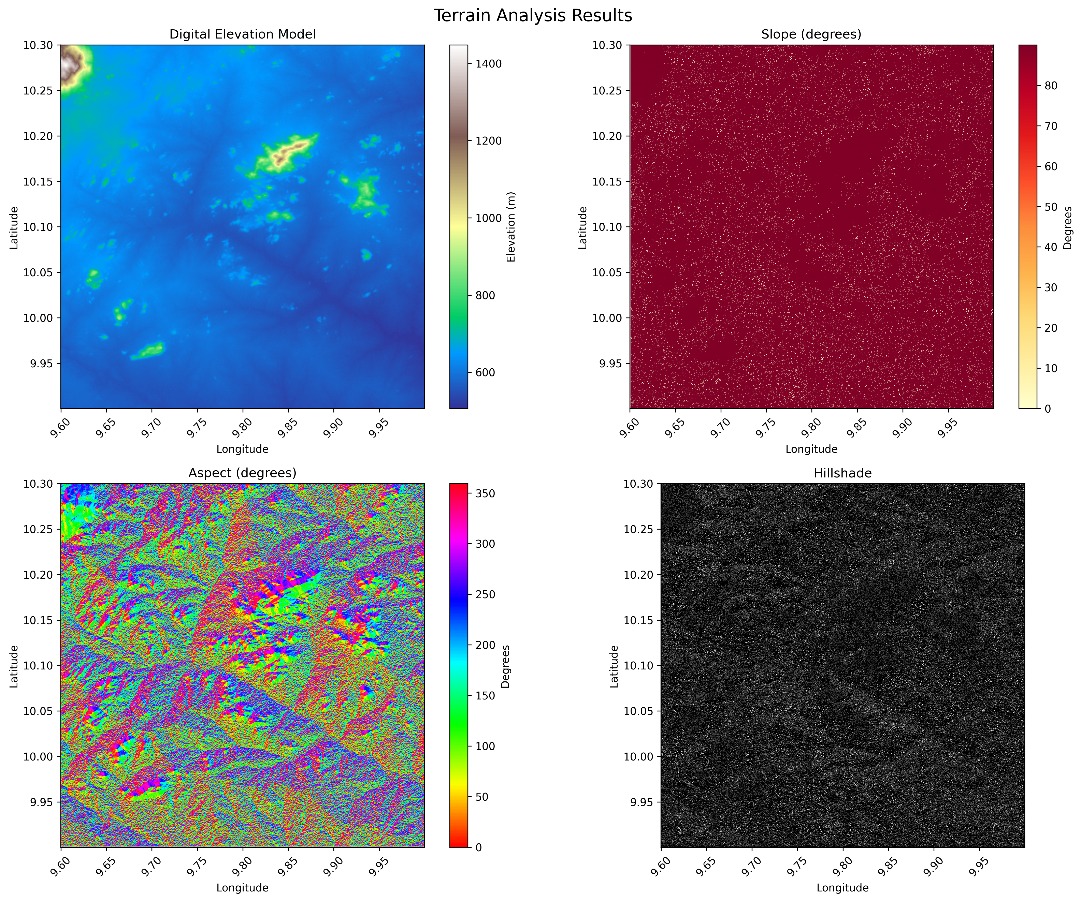 Terrain Analysis Results
Digital Elevation Model
10.30
10.25
10.20
10.15
10.10
10.05
10.00
9.95
Latitude
9.60 9.65 9.70 9.75 9.80 9.85 9.90 9.95
Longitude
1400
1200
1000
800
600
Elevation (m)
Slope (degrees)
10.30
10.25
10.20
10.15
10.10
10.05
10.00
9.95
Latitude
9.60 9.65 9.70 9.75 9.80 9.85 9.90 9.95
Longitude
80
70
60
50
40
30
20
10
0
Degrees
Aspect (degrees)
10.30
10.25
10.20
10.15
10.10
10.05
10.00
9.95
Latitude
9.60 9.65 9.70 9.75 9.80 9.85 9.90 9.95
Longitude
350
300
250
200
150
100
50
0
Degrees
Hillshade
10.30
10.25
10.20
10.15
10.10
10.05
10.00
9.95
Latitude
9.60 9.65 9.70 9.75 9.80 9.85 9.90 9.95
Longitude